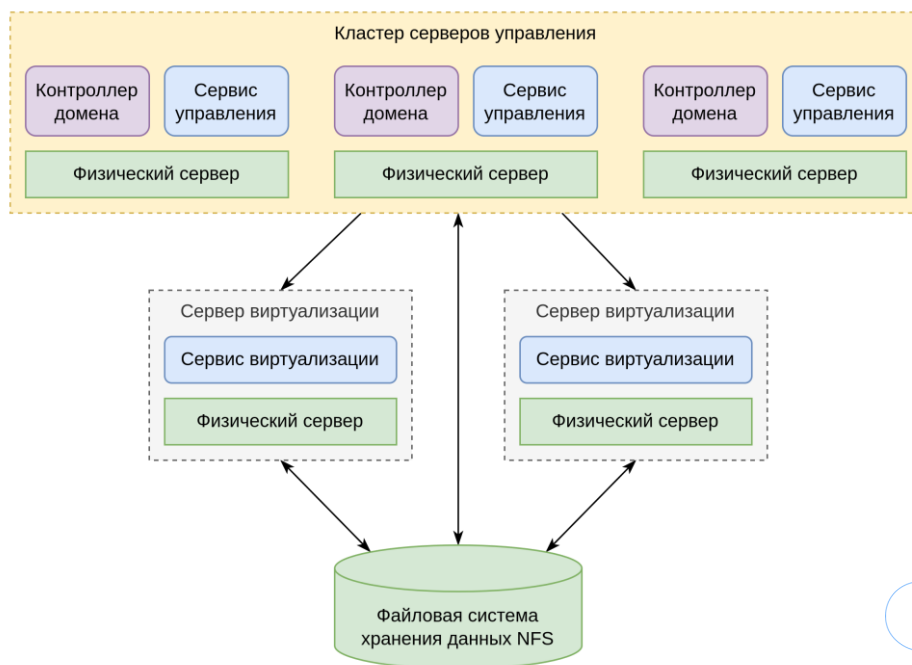 Кластер серверов управления
Контроллер домена
Сервис управления
Контроллер домена
Сервис управления
Контроллер домена
Сервис управления
Физический сервер
Физический сервер
Физический сервер
Сервер виртуализации
Сервер виртуализации
Сервис виртуализации
Сервис виртуализации
Физический сервер
Физический сервер
Файловая система
хранения данных NFS